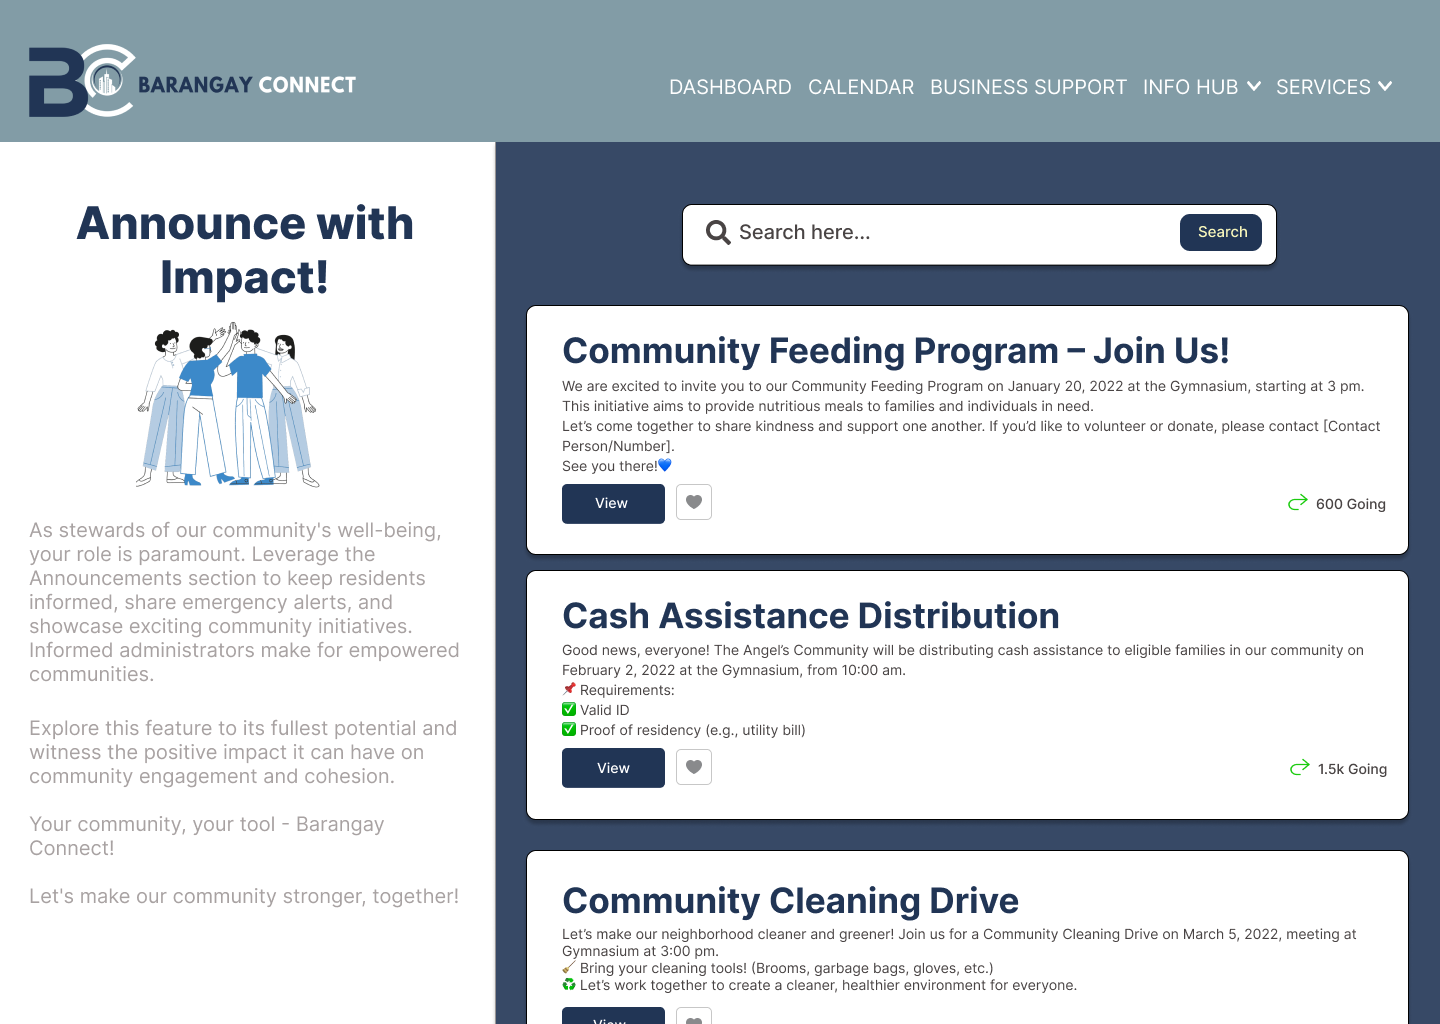 BC BARANGAY CONNECT
DASHBOARD CALENDAR BUSINESS SUPPORT INFO HUB SERVICES
Announce with
Impact!
As stewards of our community's well-being,
your role is paramount. Leverage the
Announcements section to keep residents
informed, share emergency alerts, and
showcase exciting community initiatives.
Informed administrators make for empowered
communities.
Explore this feature to its fullest potential and
witness the positive impact it can have on
community engagement and cohesion.
Your community, your tool - Barangay
Connect!
Let's make our community stronger, together!
Search here...
Search
Community Feeding Program – Join Us!
We are excited to invite you to our Community Feeding Program on January 20, 2022 at the Gymnasium, starting at 3 pm.
This initiative aims to provide nutritious meals to families and individuals in need.
Let’s come together to share kindness and support one another. If you’d like to volunteer or donate, please contact [Contact
Person/Number].
See you there!💙
View
600 Going
Cash Assistance Distribution
Good news, everyone! The Angel’s Community will be distributing cash assistance to eligible families in our community on
February 2, 2022 at the Gymnasium, from 10:00 am.
📌 Requirements:
✅ Valid ID
✅ Proof of residency (e.g., utility bill)
View
1.5k Going
Community Cleaning Drive
Let’s make our neighborhood cleaner and greener! Join us for a Community Cleaning Drive on March 5, 2022, meeting at
Gymnasium at 3:00 pm.
🧹 Bring your cleaning tools! (Brooms, garbage bags, gloves, etc.)
♻️ Let’s work together to create a cleaner, healthier environment for everyone.
View